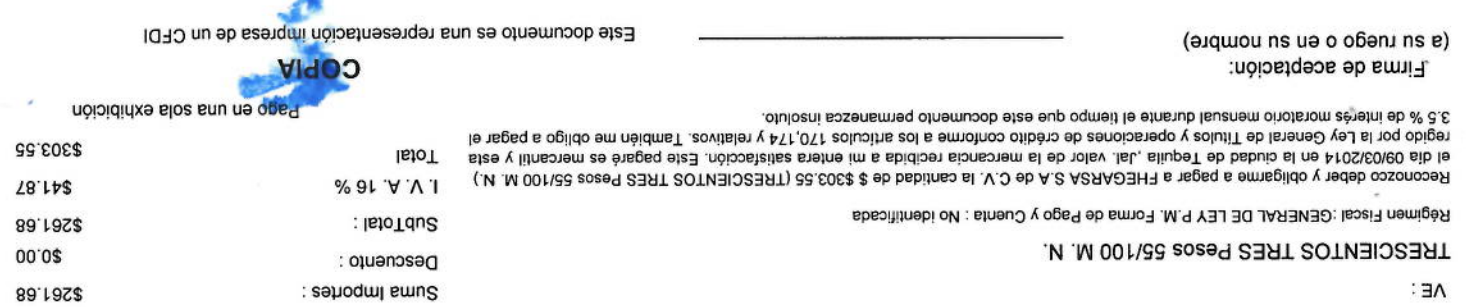 VE :
Suma Importes : $261.68
TRESCIENTOS TRES Pesos 55/100 M. N.
Descuento : $0.00
Régimen Fiscal :GENERAL DE LEY P.M. Forma de Pago y Cuenta : No identificada
SubTotal : $261.68
Reconozco deber y obligarme a pagar a FHEGARSA S.A de C.V. la cantidad de $ $303.55 (TRESCIENTOS TRES Pesos 55/100 M. N.)
I. V. A. 16 % $41.87
el día 09/03/2014 en la ciudad de Tequila, Jal. valor de la mercancia recibida a mi entera satisfacción. Este pagaré es mercantil y esta
Total $303.55
regido por la Ley General de Titulos y operaciones de crédito conforme a los articulos 170,174 y relativos. También me obligo a pagar el
3.5 % de interés moratorio mensual durante el tiempo que este documento permanezca insoluto.
Pago en una sola exhibición
Firma de aceptación:
COPIA
(a su ruego o en su nombre)
Este documento es una representación impresa de un CFDI